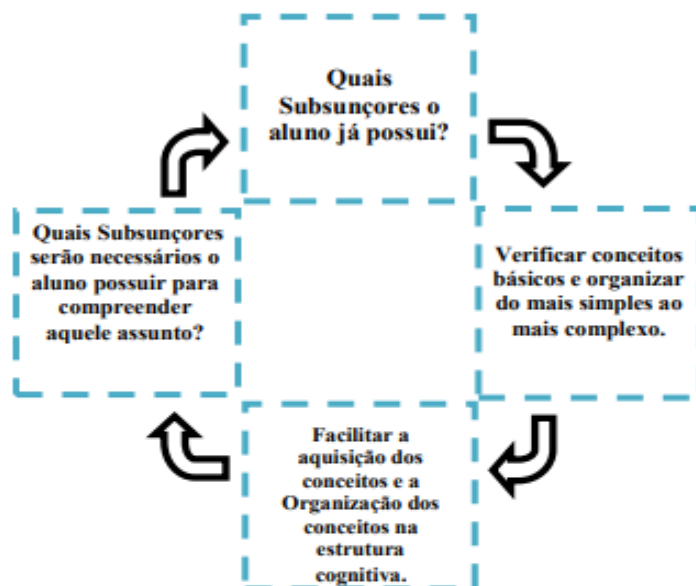 Quais
Subsunçores o
aluno já possui?
Verificar conceitos
básicos e organizar
do mais simples ao
mais complexo.
Facilitar a
aquisição dos
conceitos e a
Organização dos
conceitos na
estrutura
cognitiva.
Quais Subsunçores
serão necessários o
aluno possuir para
compreender
aquele assunto?